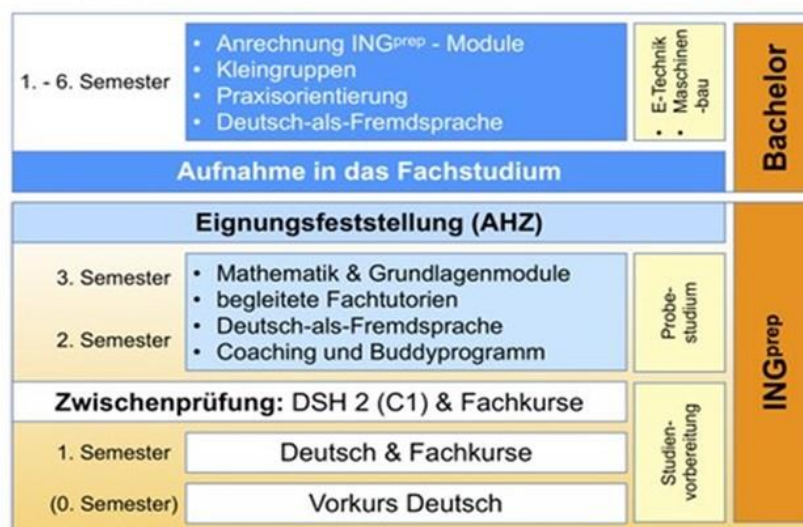 1. - 6. Semester
• Anrechnung INGprep - Module
• Kleingruppen
• Praxisorientierung
• Deutsch-als-Fremdsprache
• E-Technik
• Maschinen
-bau
Bachelor
Aufnahme in das Fachstudium
Eignungsfeststellung (AHZ)
3. Semester
2. Semester
• Mathematik & Grundlagenmodule
• begleitete Fachtutorien
• Deutsch-als-Fremdsprache
• Coaching und Buddyprogramm
Probe-
studium
INGprep
Zwischenprüfung: DSH 2 (C1) & Fachkurse
1. Semester
Deutsch & Fachkurse
(0. Semester)
Vorkurs Deutsch
Studien-
vorbereitung